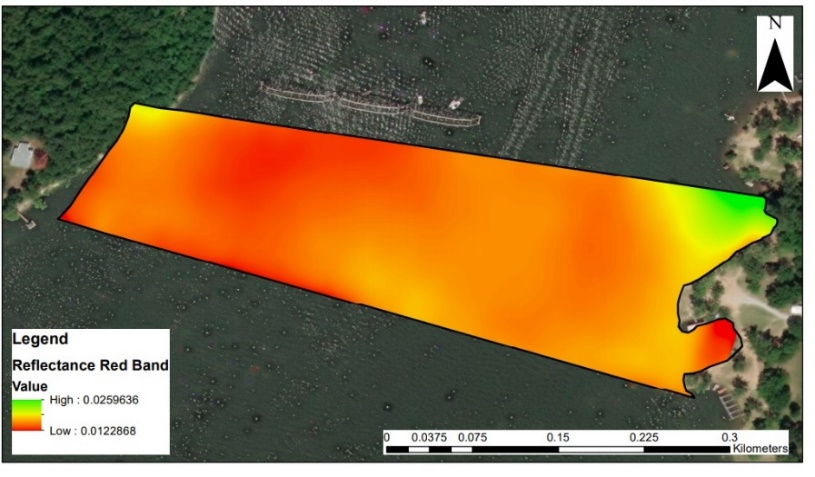 N
Legend
Reflectance Red Band
Value
High : 0.0259636
Low : 0.0122868
0 0.0375 0.075 0.15 0.225 0.3
Kilometers